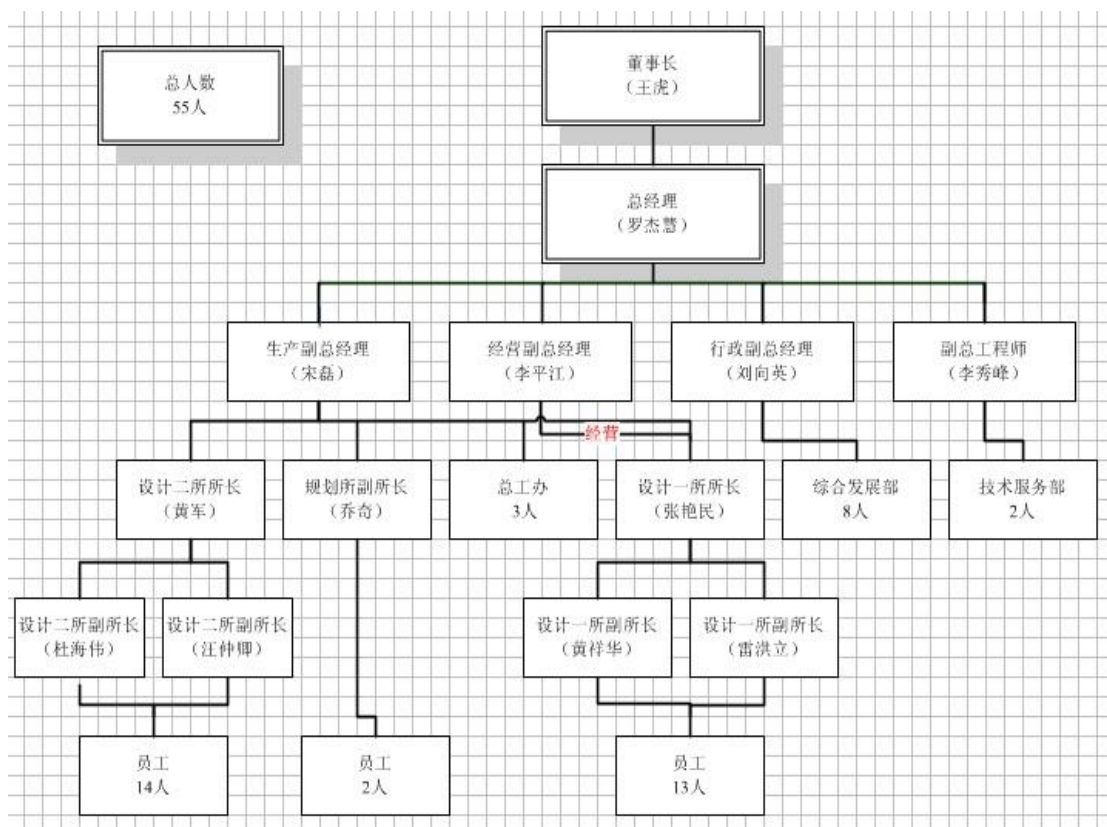 总人数
55人
董事长
（王虎）
总经理
（罗杰慧）
生产副总经理
（宋磊）
经营副总经理
（李平江）
行政副总经理
（刘向英）
副总工程师
（李秀峰）
经营
设计二所所长
（黄军）
规划所副所长
（乔奇）
总工办
3人
设计一所所长
（张艳民）
综合发展部
8人
技术服务部
2人
设计二所副所长
（杜海伟）
设计二所副所长
（汪仲卿）
设计一所副所长
（黄祥华）
设计一所副所长
（雷洪立）
员工
14人
员工
2人
员工
13人